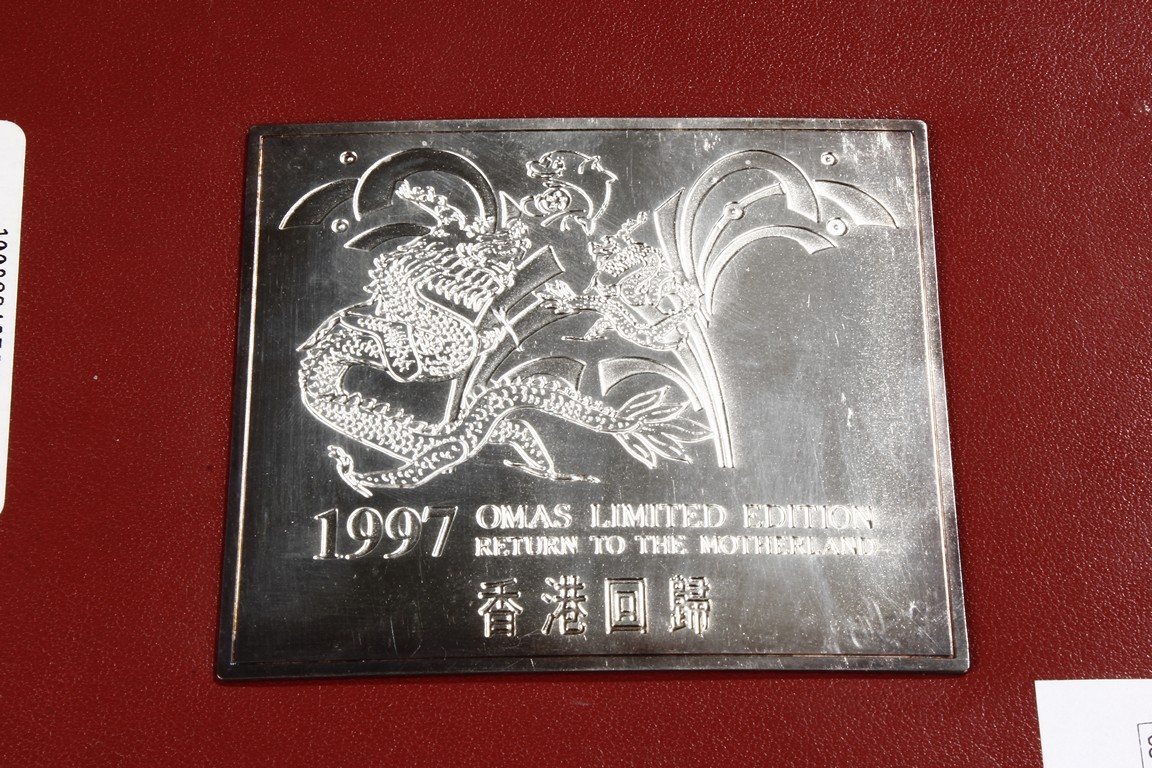 1997 OMAS LIMITED EDITION
RETURN TO THE MOTHERLAND
香港回歸